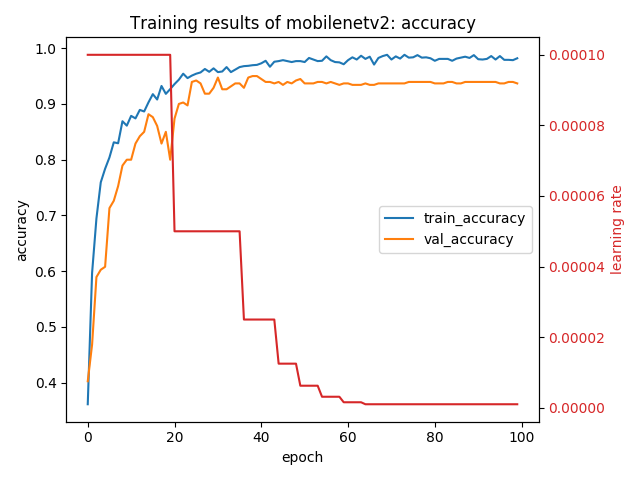 Training results of mobilenetv2: accuracy
1.0
0.9
0.8
0.7
0.6
0.5
0.4
accuracy
0.00010
0.00008
0.00006
0.00004
0.00002
0.00000
learning rate
train_accuracy
val_accuracy
0 20 40 60 80 100
epoch